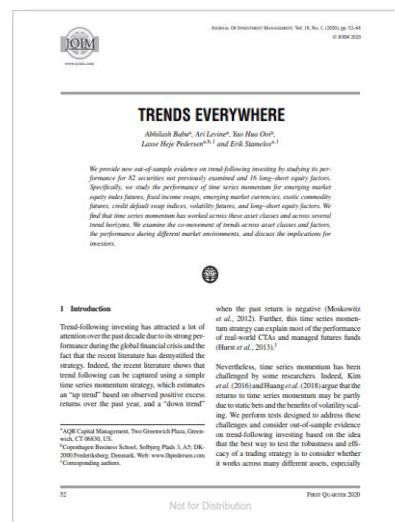 JOURNAL OF INVESTMENT MANAGEMENT, Vol. 18, No. 1, (2020), pp. 52–68
© JOIM 2020
JOIM
www.joim.com
TRENDS EVERYWHERE
Abhilash Babu, Ari Levine, Yao Hua Ooi,
Lasse Heje Pedersen and Erik Stamelos
We provide new out-of-sample evidence on trend-following investing by studying its per-
formance for 82 securities not previously examined and 16 long–short equity factors.
Specifically, we study the performance of time series momentum for emerging market
equity index futures, fixed income swaps, emerging market currencies, exotic commodity
futures, credit default swap indices, volatility futures, and long–short equity factors. We
find that time series momentum has worked across these asset classes and across several
trend horizons. We examine the co-movement of trends across asset classes and factors,
the performance during different market environments, and discuss the implications for
investors.
1 Introduction
Trend-following investing has attracted a lot of
attention over the past decade due to its strong per-
formance during the global financial crisis and the
fact that the recent literature has demystified the
strategy. Indeed, the recent literature shows that
trend following can be captured using a simple
time series momentum strategy, which estimates
an “up trend” based on observed positive excess
returns over the past year, and a “down trend”
AQR Capital Management, Two Greenwich Plaza, Green-
wich, CT 06830, US.
Copenhagen Business School, Solbjerg Plads 3, A5; DK-
2000 Frederiksberg; Denmark, Web: www.lhpedersen.com
Corresponding authors.
when the past return is negative (Moskowitz
et al., 2012). Further, this time series momen-
tum strategy can explain most of the performance
of real-world CTAs and managed futures funds
(Hurst et al., 2013).1
Nevertheless, time series momentum has been
challenged by some researchers. Indeed, Kim
et al. (2016) and Huang et al. (2018) argue that the
returns to time series momentum may be partly
due to static bets and the benefits of volatility scal-
ing. We perform tests designed to address these
challenges and consider out-of-sample evidence
on trend-following investing based on the idea
that the best way to test the robustness and effi-
cacy of a trading strategy is to consider whether
it works across many different assets, especially
52
FIRST QUARTER 2020
Not for Distribution